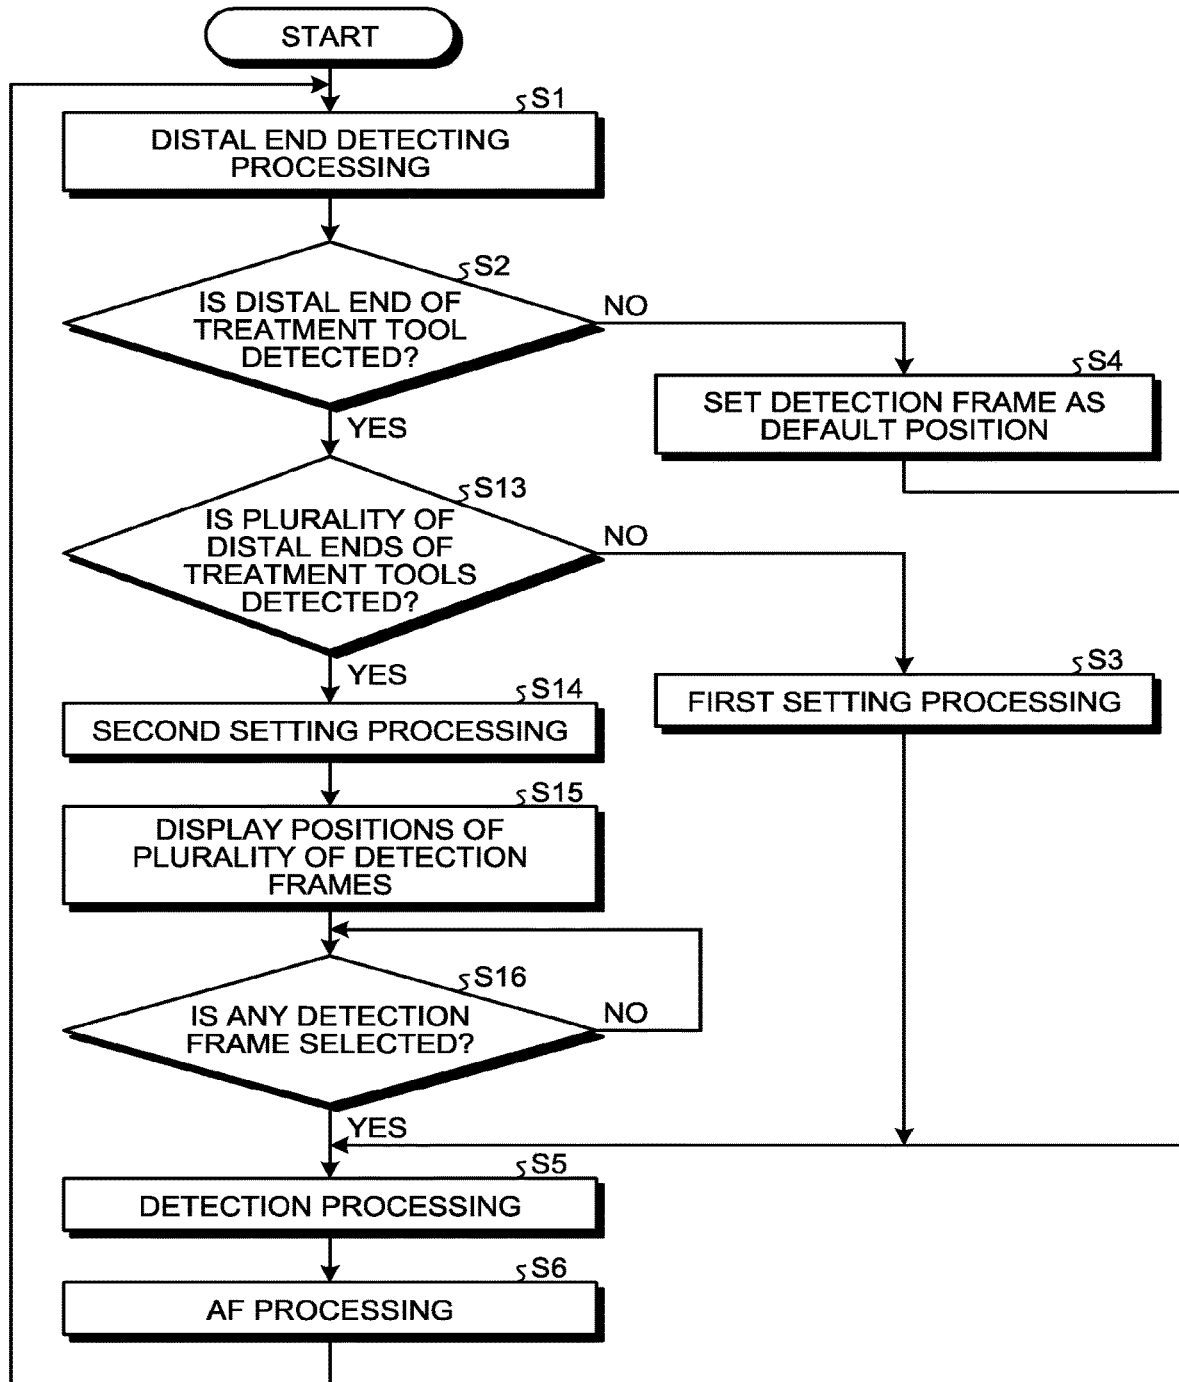 START
S1
DISTAL END DETECTING
PROCESSING
S2
IS DISTAL END OF
TREATMENT TOOL
DETECTED?
NO
YES
S4
SET DETECTION FRAME AS
DEFAULT POSITION
S13
IS PLURALITY OF
DISTAL ENDS OF
TREATMENT TOOLS
DETECTED?
NO
YES
S3
FIRST SETTING PROCESSING
S14
SECOND SETTING PROCESSING
S15
DISPLAY POSITIONS OF
PLURALITY OF DETECTION
FRAMES
S16
IS ANY DETECTION
FRAME SELECTED?
NO
YES
S5
DETECTION PROCESSING
S6
AF PROCESSING